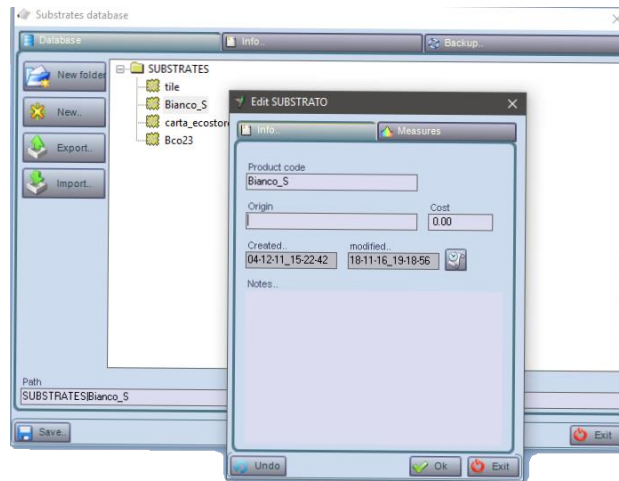 Substrates database
Database
Info..
Backup..
New folder
New..
Export..
Import..
SUBSTRATES
tile
Bianco_S
carta_ecostor
Bco23
Edit SUBSTRATO
Info..
Measures
Product code
Bianco_S
Origin
Cost
0.00
Created..
modified..
04-12-11_15-22-42
18-11-16_19-18-56
Notes..
Path
SUBSTRATES|Bianco_S
Save..
Exit
Undo
Ok
Exit